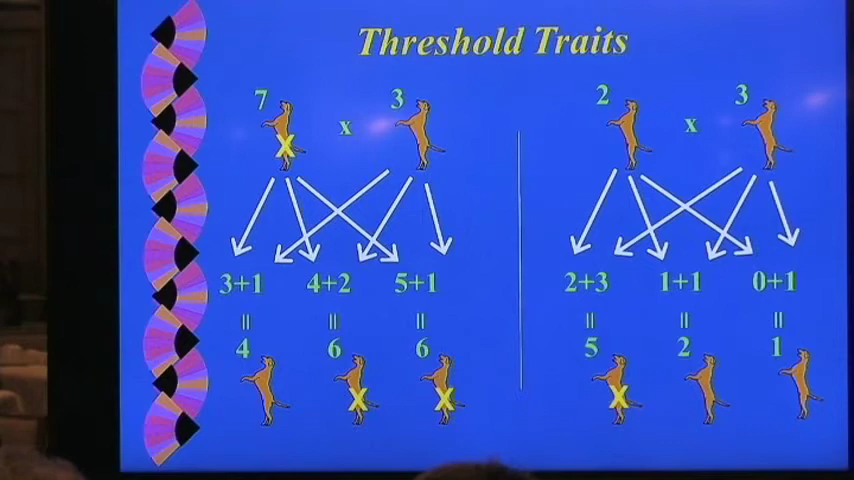 Threshold Traits
7 x 3
2 x 3
X
3+1 4+2 5+1
2+3 1+1 0+1
= = =
= = =
4 6 6
5 2 1
X X
X